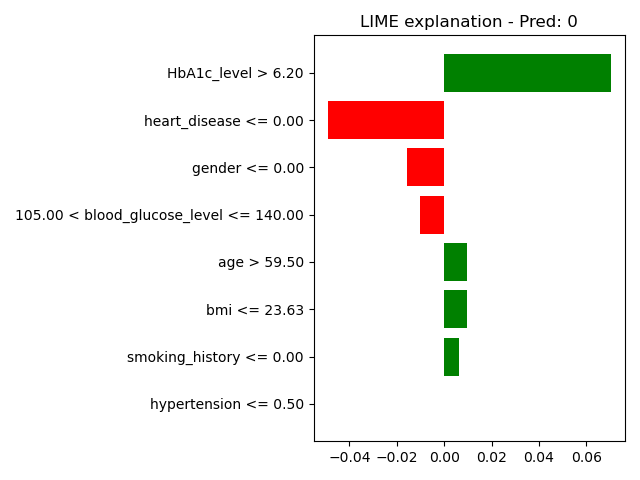 LIME explanation - Pred: 0
HbA1c_level > 6.20
heart_disease <= 0.00
gender <= 0.00
105.00 < blood_glucose_level <= 140.00
age > 59.50
bmi <= 23.63
smoking_history <= 0.00
hypertension <= 0.50
−0.04 −0.02 0.00 0.02 0.04 0.06